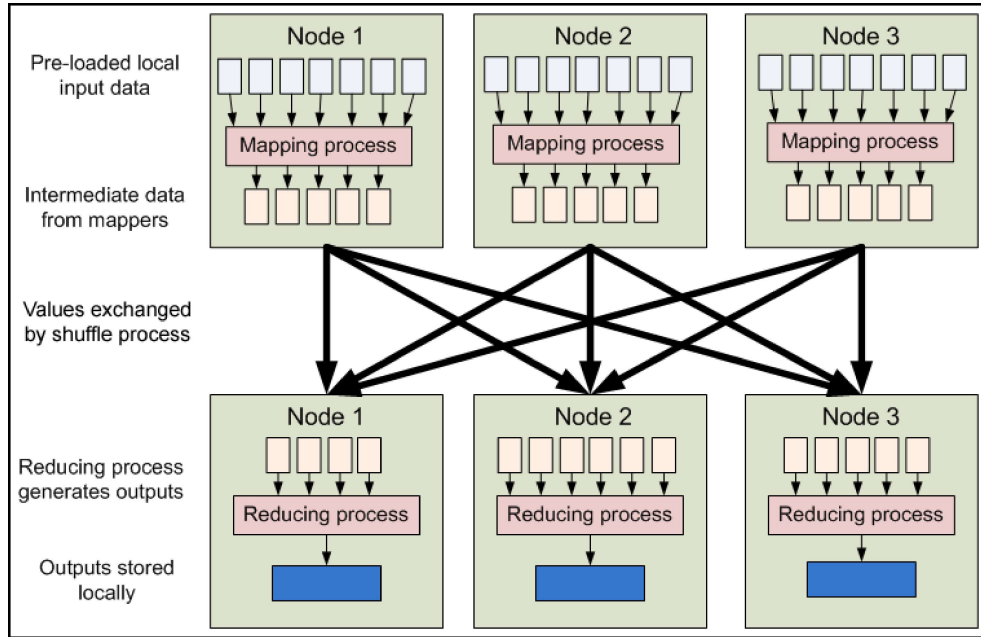 Node 1
Node 2
Node 3
Pre-loaded local
input data
Mapping process
Mapping process
Mapping process
Intermediate data
from mappers
Values exchanged
by shuffle process
Node 1
Node 2
Node 3
Reducing process
generates outputs
Reducing process
Reducing process
Reducing process
Outputs stored
locally